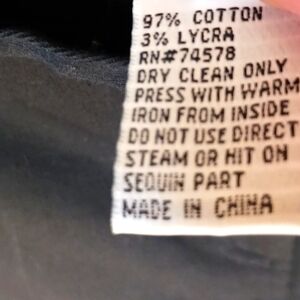 97% COTTON
3% LYCRA
RN#74578
DRY CLEAN ONLY
PRESS WITH WARM
IRON FROM INSIDE
DO NOT USE DIRECT
STEAM OR HIT ON
SEQUIN PART
MADE IN CHINA